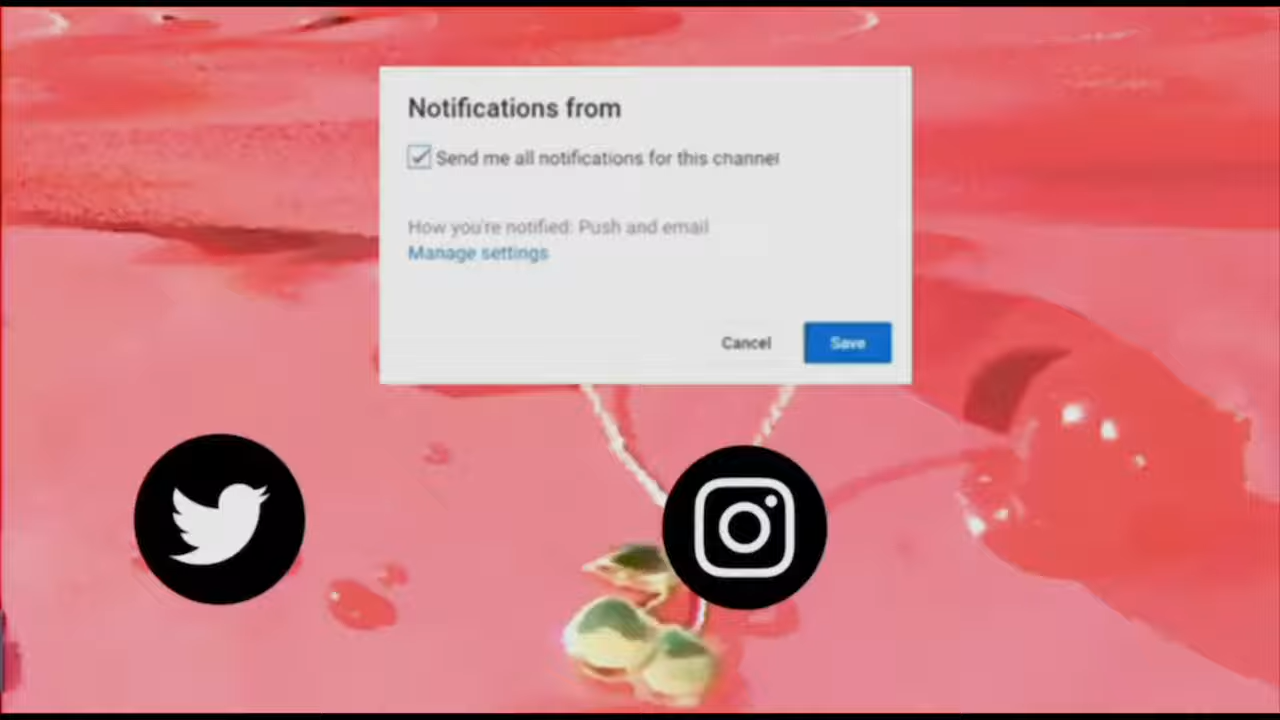 Notifications from
Send me all notifications for this channel
How you're notified: Push and email
Manage settings
Cancel
Save